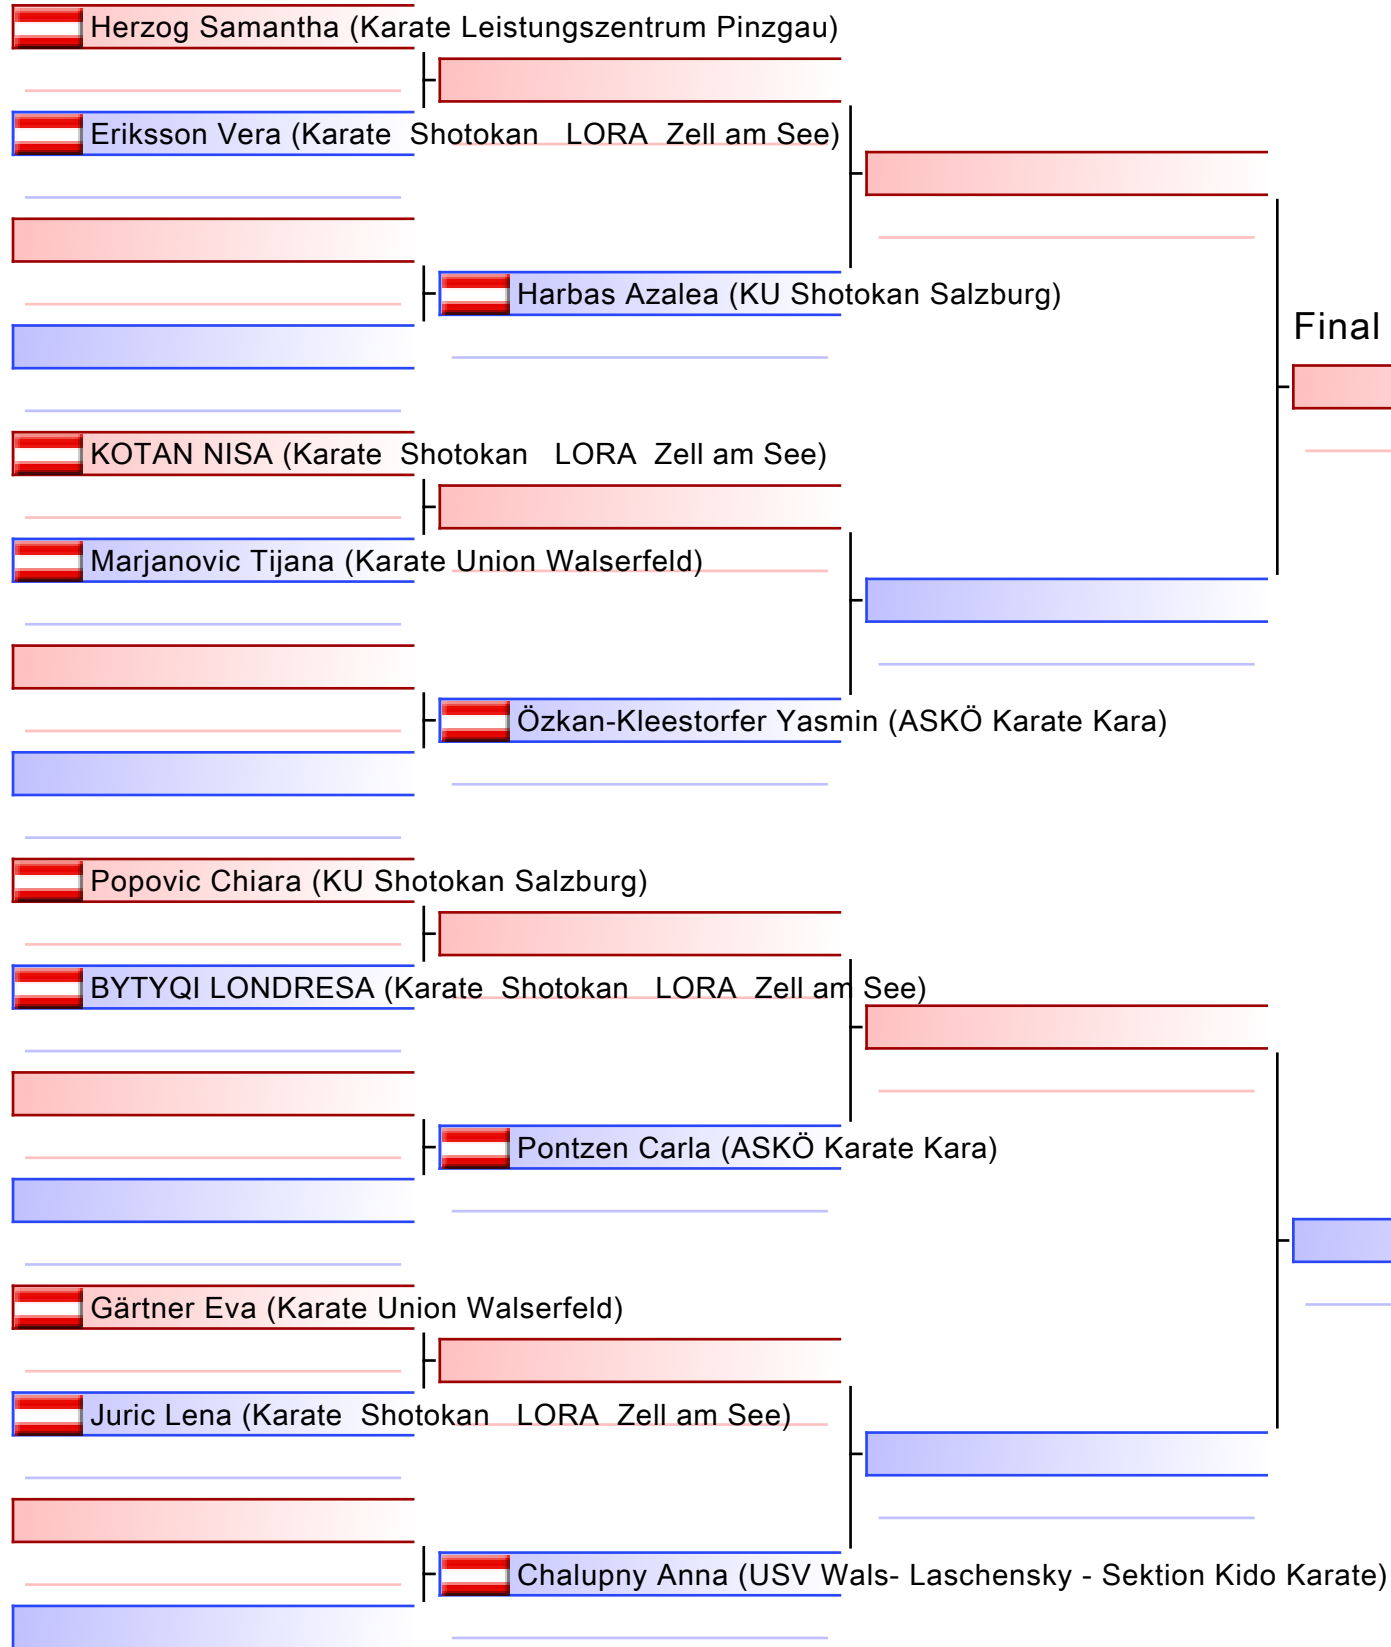 Herzog Samantha (Karate Leistungszentrum Pinzgau)
Eriksson Vera (Karate  Shotokan   LORA  Zell am See)
Harbas Azalea (KU Shotokan Salzburg)
Final
KOTAN NISA (Karate  Shotokan   LORA  Zell am See)
Marjanovic Tijana (Karate Union Walserfeld)
Özkan-Kleestorfer Yasmin (ASKÖ Karate Kara)
Popovic Chiara (KU Shotokan Salzburg)
BYTYQI LONDRESA (Karate  Shotokan   LORA  Zell am See)
Pontzen Carla (ASKÖ Karate Kara)
Gärtner Eva (Karate Union Walserfeld)
Juric Lena (Karate  Shotokan   LORA  Zell am See)
Chalupny Anna (USV Wals- Laschensky - Sektion Kido Karate)